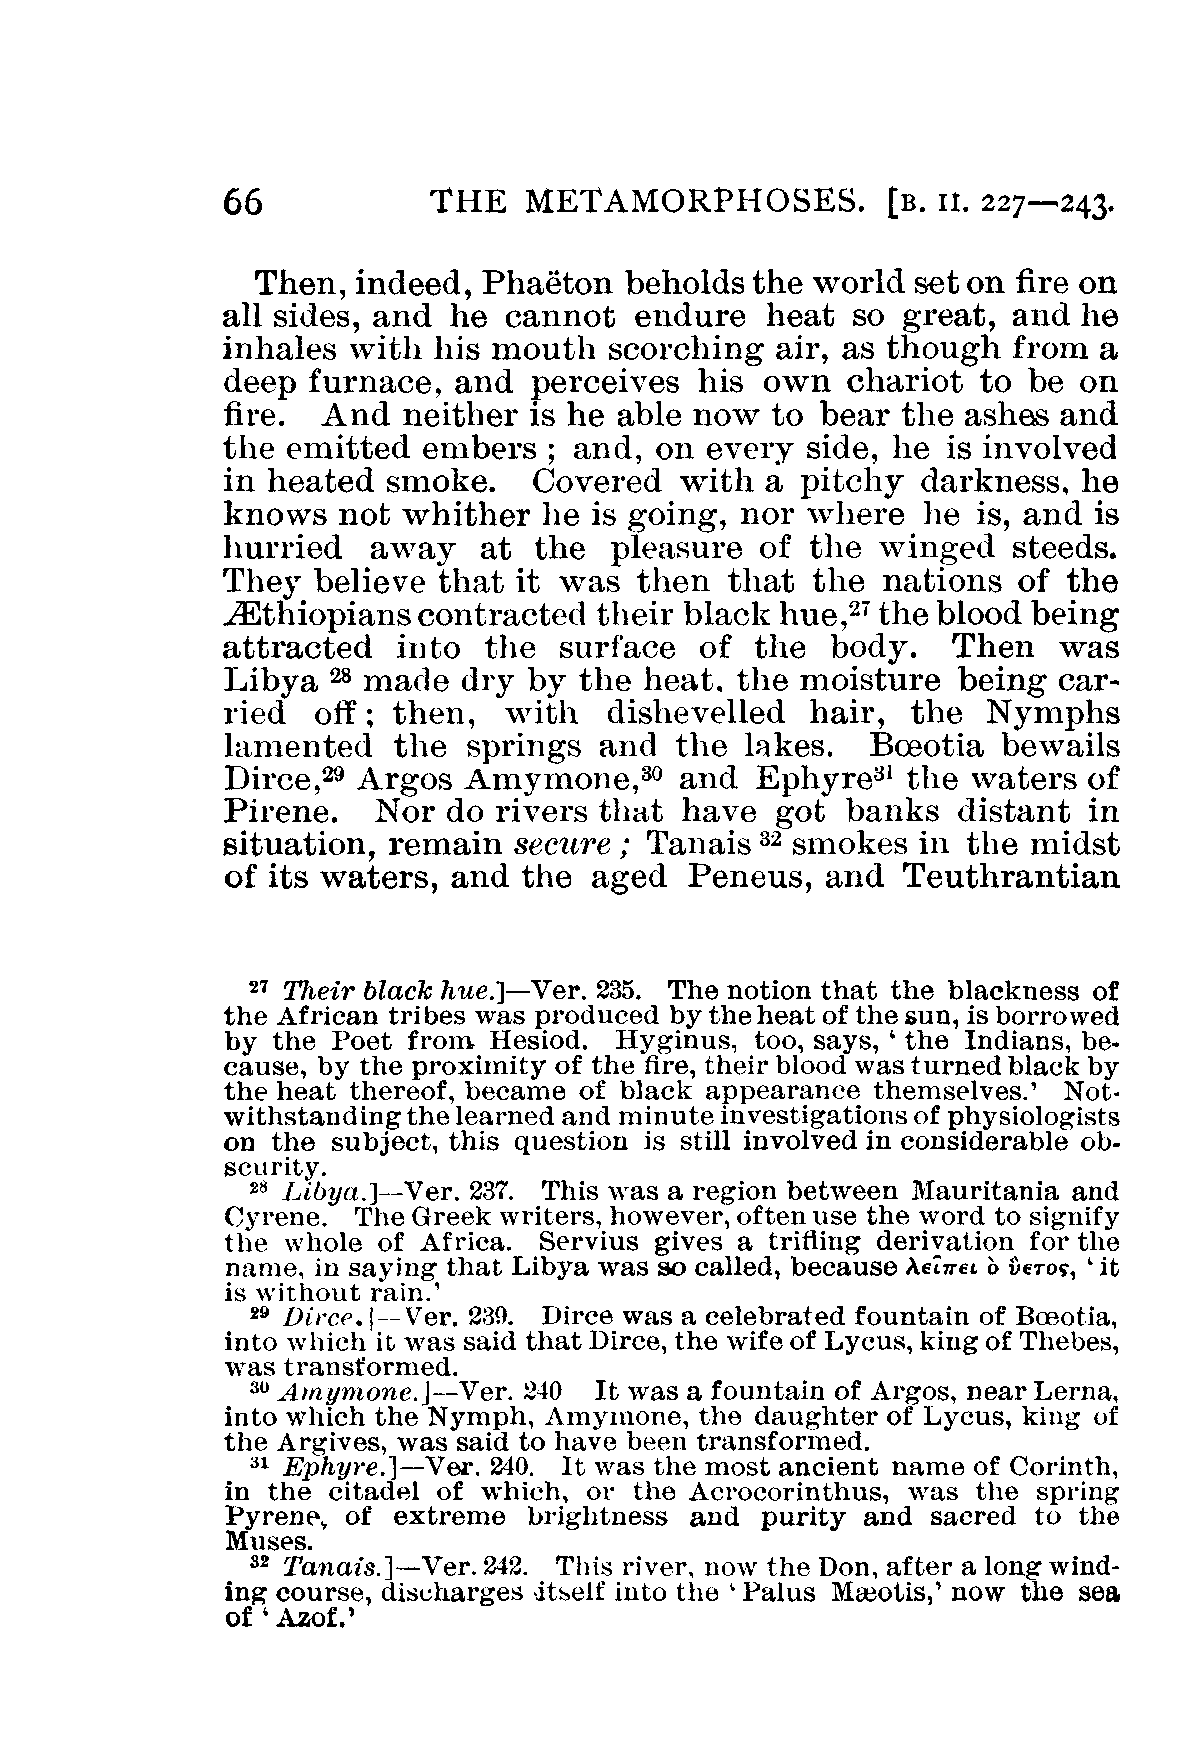 66 THE METAMORPHOSES. [B. II. 227—243.
Then, indeed, Phaëton beholds the world set on fire on
all sides, and he cannot endure heat so great, and he
inhales with his mouth scorching air, as though from a
deep furnace, and perceives his own chariot to be on
fire. And neither is he able now to bear the ashes and
the emitted embers ; and, on every side, he is involved
in heated smoke. Covered with a pitchy darkness, he
knows not whither he is going, nor where he is, and is
hurried away at the pleasure of the winged steeds.
They believe that it was then that the nations of the
Æthiopians contracted their black hue,²⁷ the blood being
attracted into the surface of the body. Then was
Libya ²⁸ made dry by the heat, the moisture being car-
ried off ; then, with dishevelled hair, the Nymphs
lamented the springs and the lakes. Bœotia bewails
Dirce,²⁹ Argos Amymone,³⁰ and Ephyre³¹ the waters of
Pirene. Nor do rivers that have got banks distant in
situation, remain secure ; Tanais ³² smokes in the midst
of its waters, and the aged Peneus, and Teuthrantian
²⁷ Their black hue.]—Ver. 235. The notion that the blackness of
the African tribes was produced by the heat of the sun, is borrowed
by the Poet from Hesiod. Hyginus, too, says, ‘ the Indians, be-
cause, by the proximity of the fire, their blood was turned black by
the heat thereof, became of black appearance themselves.’ Not-
withstanding the learned and minute investigations of physiologists
on the subject, this question is still involved in considerable ob-
scurity.
²⁸ Libya.]—Ver. 237. This was a region between Mauritania and
Cyrene. The Greek writers, however, often use the word to signify
the whole of Africa. Servius gives a trifling derivation for the
name, in saying that Libya was so called, because λεῖπει ὁ ὑετος, ‘ it
is without rain.’
²⁹ Dirce.]—Ver. 239. Dirce was a celebrated fountain of Bœotia,
into which it was said that Dirce, the wife of Lycus, king of Thebes,
was transformed.
³⁰ Amymone.]—Ver. 240 It was a fountain of Argos, near Lerna,
into which the Nymph, Amymone, the daughter of Lycus, king of
the Argives, was said to have been transformed.
³¹ Ephyre.]—Ver. 240. It was the most ancient name of Corinth,
in the citadel of which, or the Acrocorinthus, was the spring
Pyrene, of extreme brightness and purity and sacred to the
Muses.
³² Tanais.]—Ver. 242. This river, now the Don, after a long wind-
ing course, discharges itself into the ‘ Palus Mæotis,’ now the sea
of ‘ Azof.’